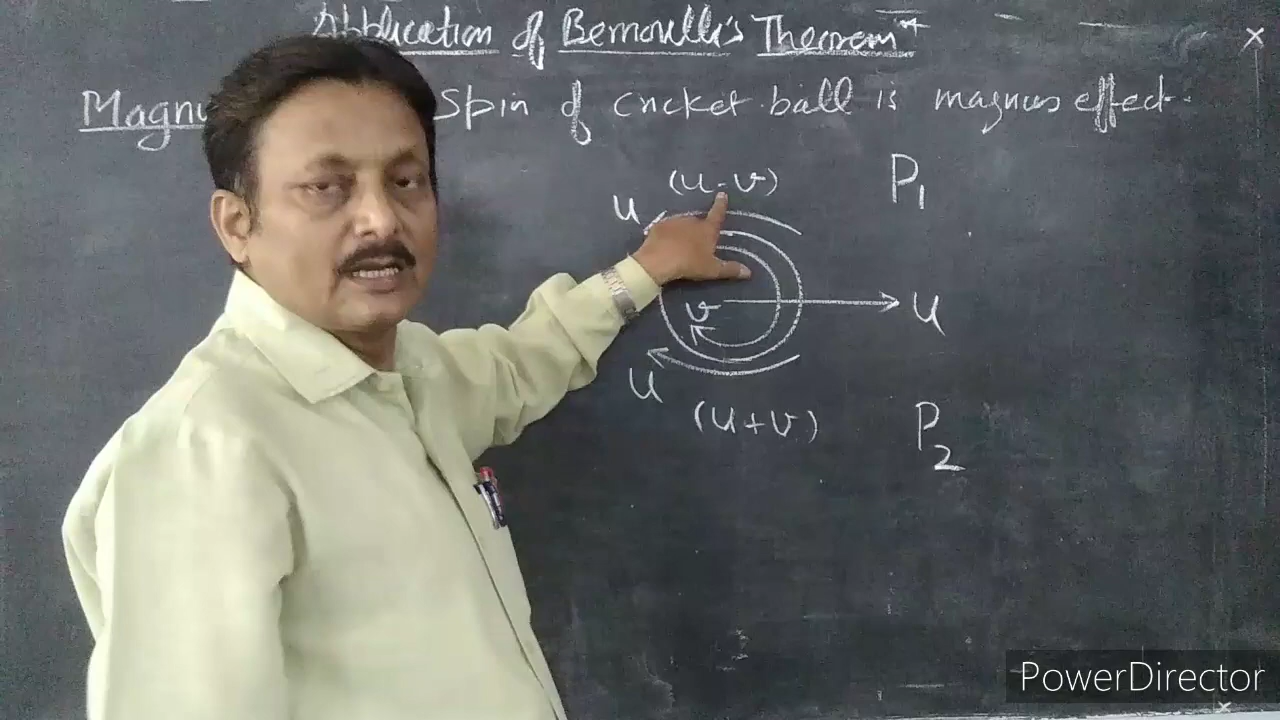 Application of Bernoulli's Theorem
Magnu Spin of cricket ball is magnus effect.
(u-v)
P1
u
v
u
u
(u+v)
P2
PowerDirector